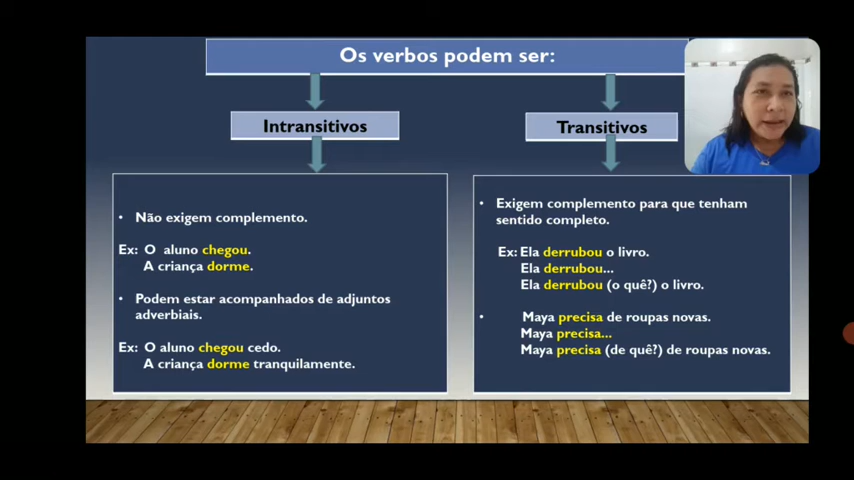 Os verbos podem ser:
Intransitivos
Transitivos
• Não exigem complemento.
Ex: O aluno chegou.
A criança dorme.
• Podem estar acompanhados de adjuntos
adverbiais.
Ex: O aluno chegou cedo.
A criança dorme tranquilamente.
• Exigem complemento para que tenham
sentido completo.
Ex: Ela derrubou o livro.
Ela derrubou...
Ela derrubou (o quê?) o livro.
• Maya precisa de roupas novas.
Maya precisa...
Maya precisa (de quê?) de roupas novas.